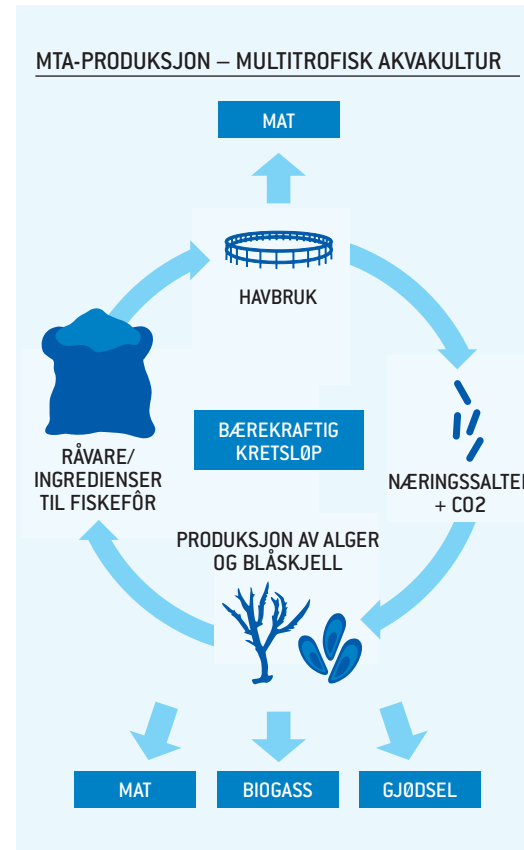 MTA-PRODUKSJON – MULTITROFISK AKVAKULTUR
MAT
HAVBRUK
BÆREKRAFTIG
KRETSLØP
RÅVARE/
INGREDIENSER
TIL FISKEFÔR
NÆRINGSSALTER
+ CO2
PRODUKSJON AV ALGER
OG BLÅSKJELL
MAT
BIOGASS
GJØDSEL